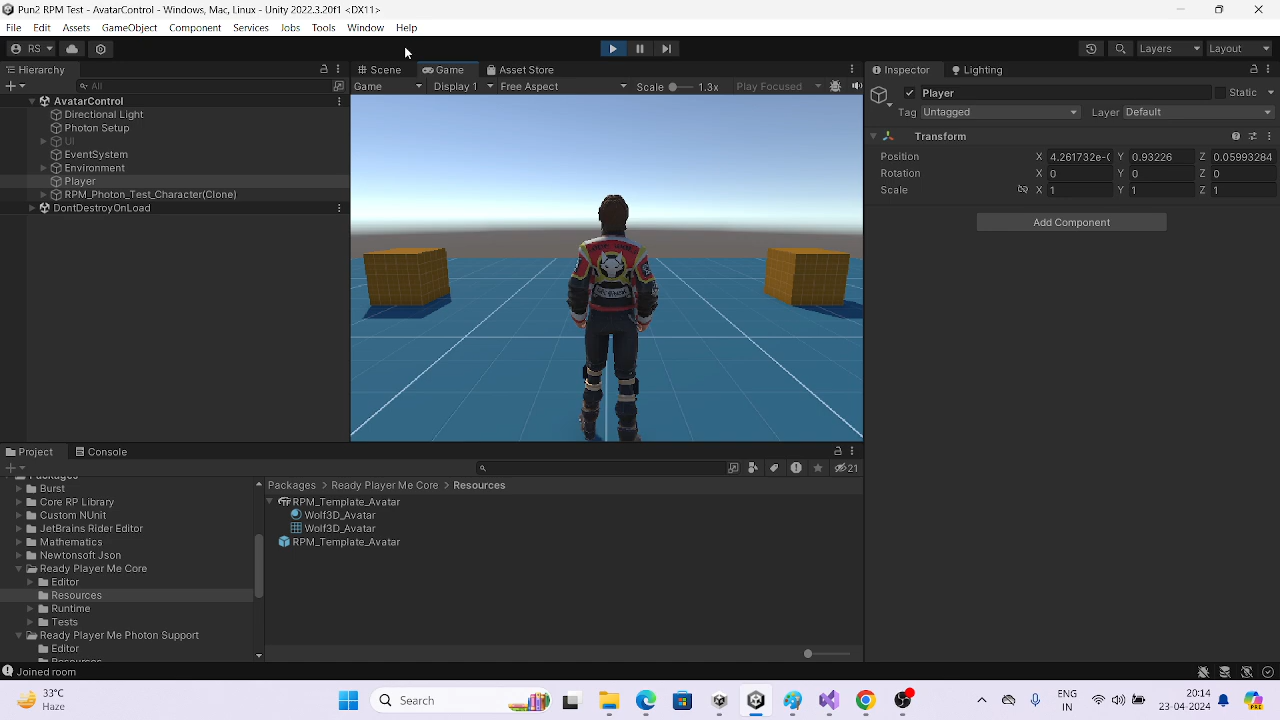 Pun2 RPM Test - AvatarControl - Windows, Mac, Linux - Unity 2022.3.20f1 <DX11>
File Edit Assets GameObject Component Services Jobs Tools Window Help
RS Layers Layout
Hierarchy Scene Game Asset Store Inspector Lighting
All Game Display 1 Free Aspect Scale 1.3x Play Focused
Player Static
Tag Untagged Layer Default
Transform
Position X 4.261732e-0 Y 0.93226 Z 0.05993284
Rotation X 0 Y 0 Z 0
Scale X 1 Y 1 Z 1
Add Component
AvatarControl
Directional Light
Photon Setup
UI
EventSystem
Environment
Player
RPM_Photon_Test_Character(Clone)
DontDestroyOnLoad
Project Console
21
Packages
Burst
Core RP Library
Custom NUnit
JetBrains Rider Editor
Mathematics
Newtonsoft Json
Ready Player Me Core
Editor
Resources
Runtime
Tests
Ready Player Me Photon Support
Editor
Resources
Packages > Ready Player Me Core > Resources
RPM_Template_Avatar
Wolf3D_Avatar
Wolf3D_Avatar
RPM_Template_Avatar
Joined room
33°C
Haze
Search
ENG
IN
20:14
23-04-2024